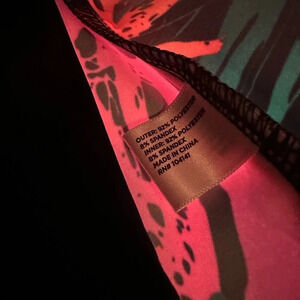 OUTER: 92% POLYESTER
8% SPANDEX
INNER: 92% POLYESTER
8% SPANDEX
MADE IN CHINA
RN# 104141